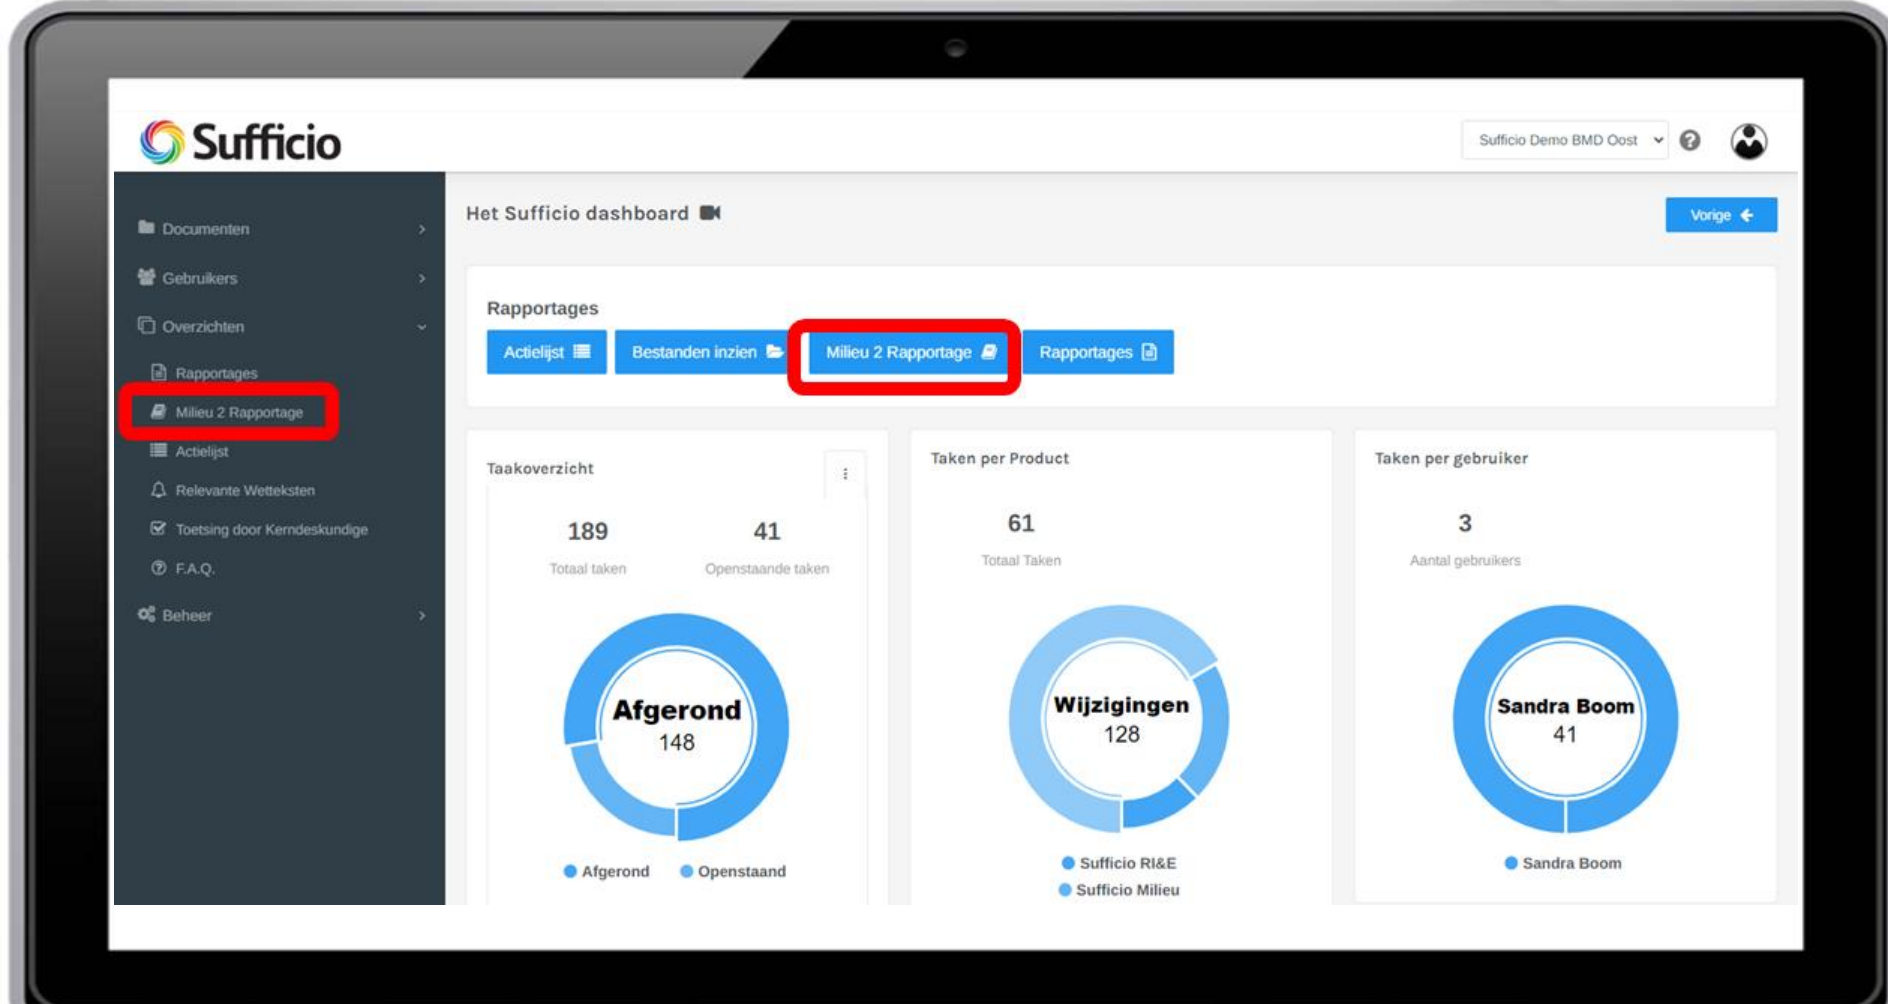 Sufficio
Sufficio Demo BMD Oost
Documenten
Gebruikers
Overzichten
Rapportages
Milieu 2 Rapportage
Actielijst
Relevante Wetteksten
Toetsing door Kerndeskundige
F.A.Q.
Beheer
Het Sufficio dashboard
Vorige
Rapportages
Actielijst
Bestanden inzien
Milieu 2 Rapportage
Rapportages
Taakoverzicht
189
41
Totaal taken
Openstaande taken
Afgerond
148
Afgerond
Openstaand
Taken per Product
61
Totaal Taken
Wijzigingen
128
Sufficio RI&E
Sufficio Milieu
Taken per gebruiker
3
Aantal gebruikers
Sandra Boom
41
Sandra Boom